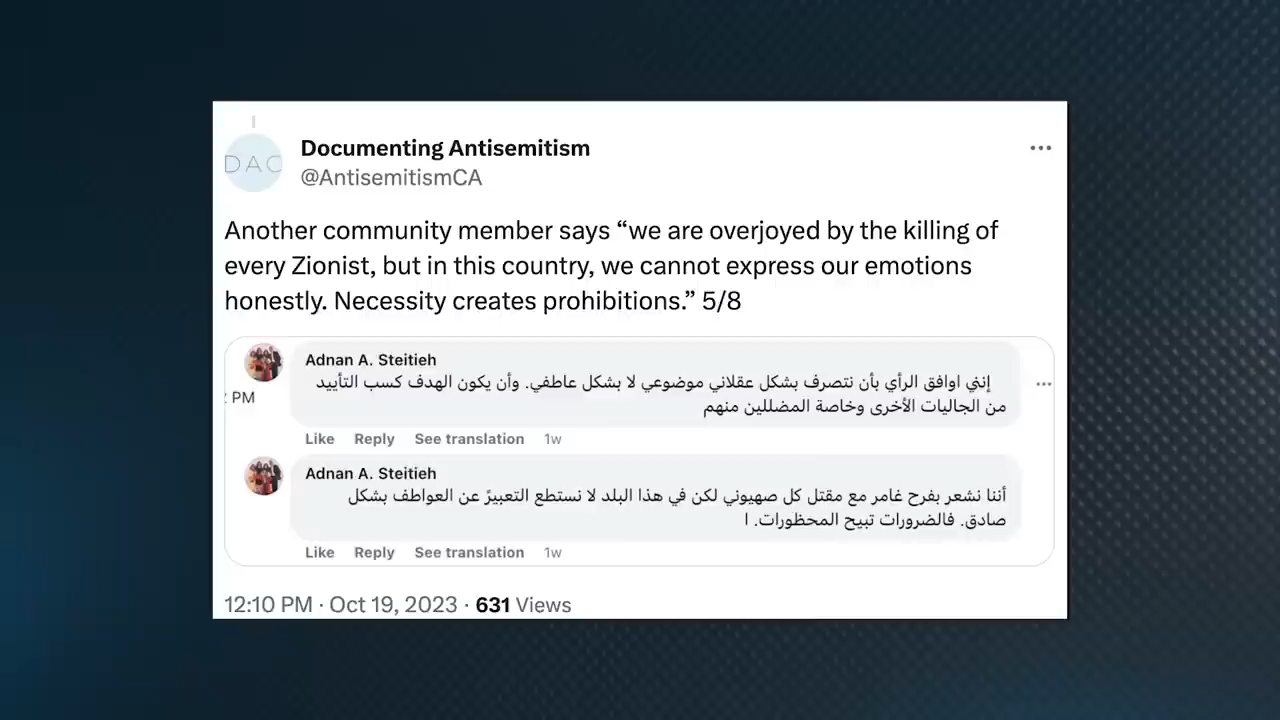 Documenting Antisemitism
DAC
@AntisemitismCA
Another community member says “we are overjoyed by the killing of
every Zionist, but in this country, we cannot express our emotions
honestly. Necessity creates prohibitions.” 5/8
Adnan A. Steitieh
إنني اوافق الرأي بأن نتصرف بشكل عقلاني موضوعي لا بشكل عاطفي. وأن يكون الهدف كسب التأييد
PM
من الجاليات الأخرى وخاصة المضللين منهم
Like Reply See translation 1w
Adnan A. Steitieh
أننا نشعر بفرح غامر مع مقتل كل صهيوني لكن في هذا البلد لا نستطع التعبيرً عن العواطف بشكل
صادق. فالضرورات تبيح المحظورات. ا
Like Reply See translation 1w
12:10 PM · Oct 19, 2023 · 631 Views